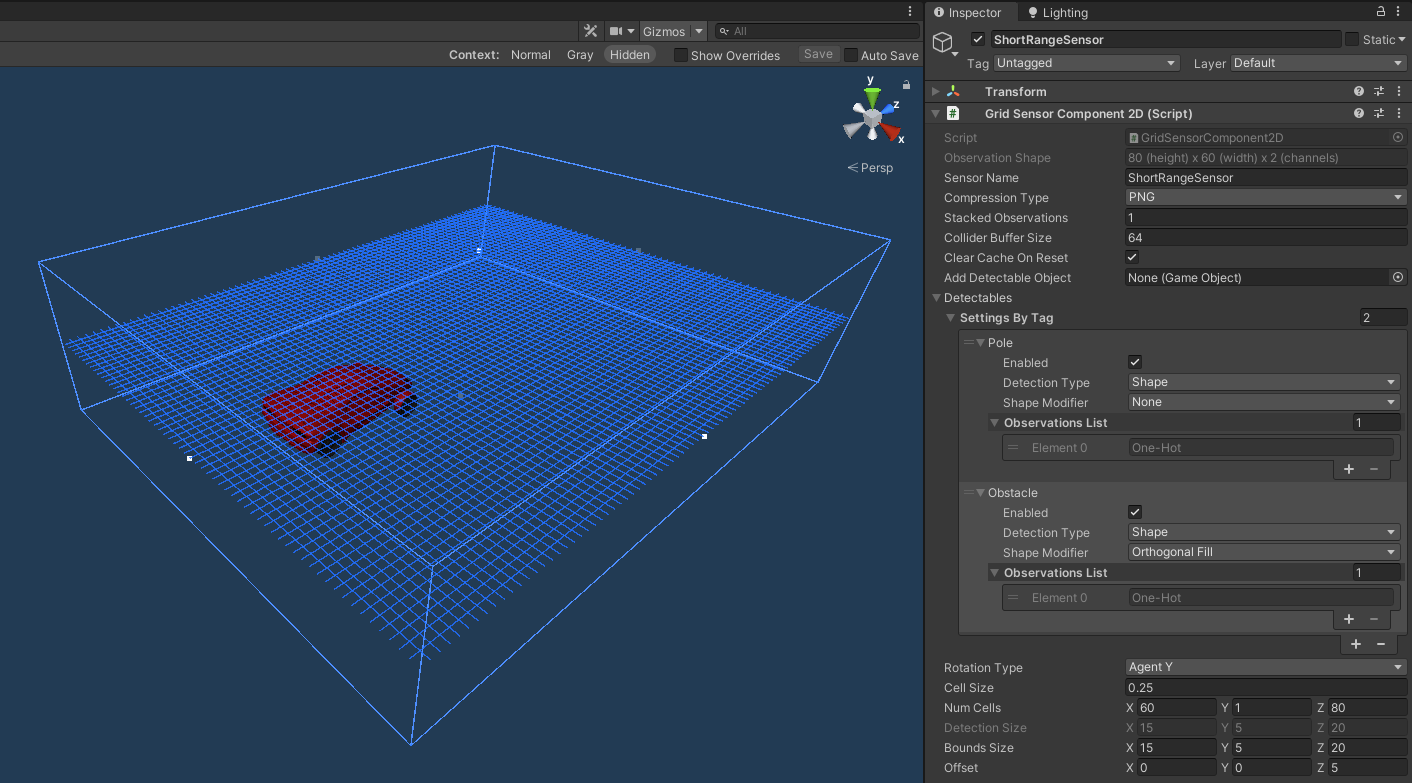 Inspector Lighting
Gizmos All
Context: Normal Gray Hidden Show Overrides Save Auto Save
y
z
x
Persp
ShortRangeSensor Static
Tag Untagged Layer Default
Transform
# Grid Sensor Component 2D (Script)
Script GridSensorComponent2D
Observation Shape 80 (height) x 60 (width) x 2 (channels)
Sensor Name ShortRangeSensor
Compression Type PNG
Stacked Observations 1
Collider Buffer Size 64
Clear Cache On Reset
Add Detectable Object None (Game Object)
Detectables
Settings By Tag 2
Pole
Enabled
Detection Type Shape
Shape Modifier None
Observations List 1
Element 0 One-Hot
Obstacle
Enabled
Detection Type Shape
Shape Modifier Orthogonal Fill
Observations List 1
Element 0 One-Hot
Rotation Type Agent Y
Cell Size 0.25
Num Cells X 60 Y 1 Z 80
Detection Size X 15 Y 5 Z 20
Bounds Size X 15 Y 5 Z 20
Offset X 0 Y 0 Z 5